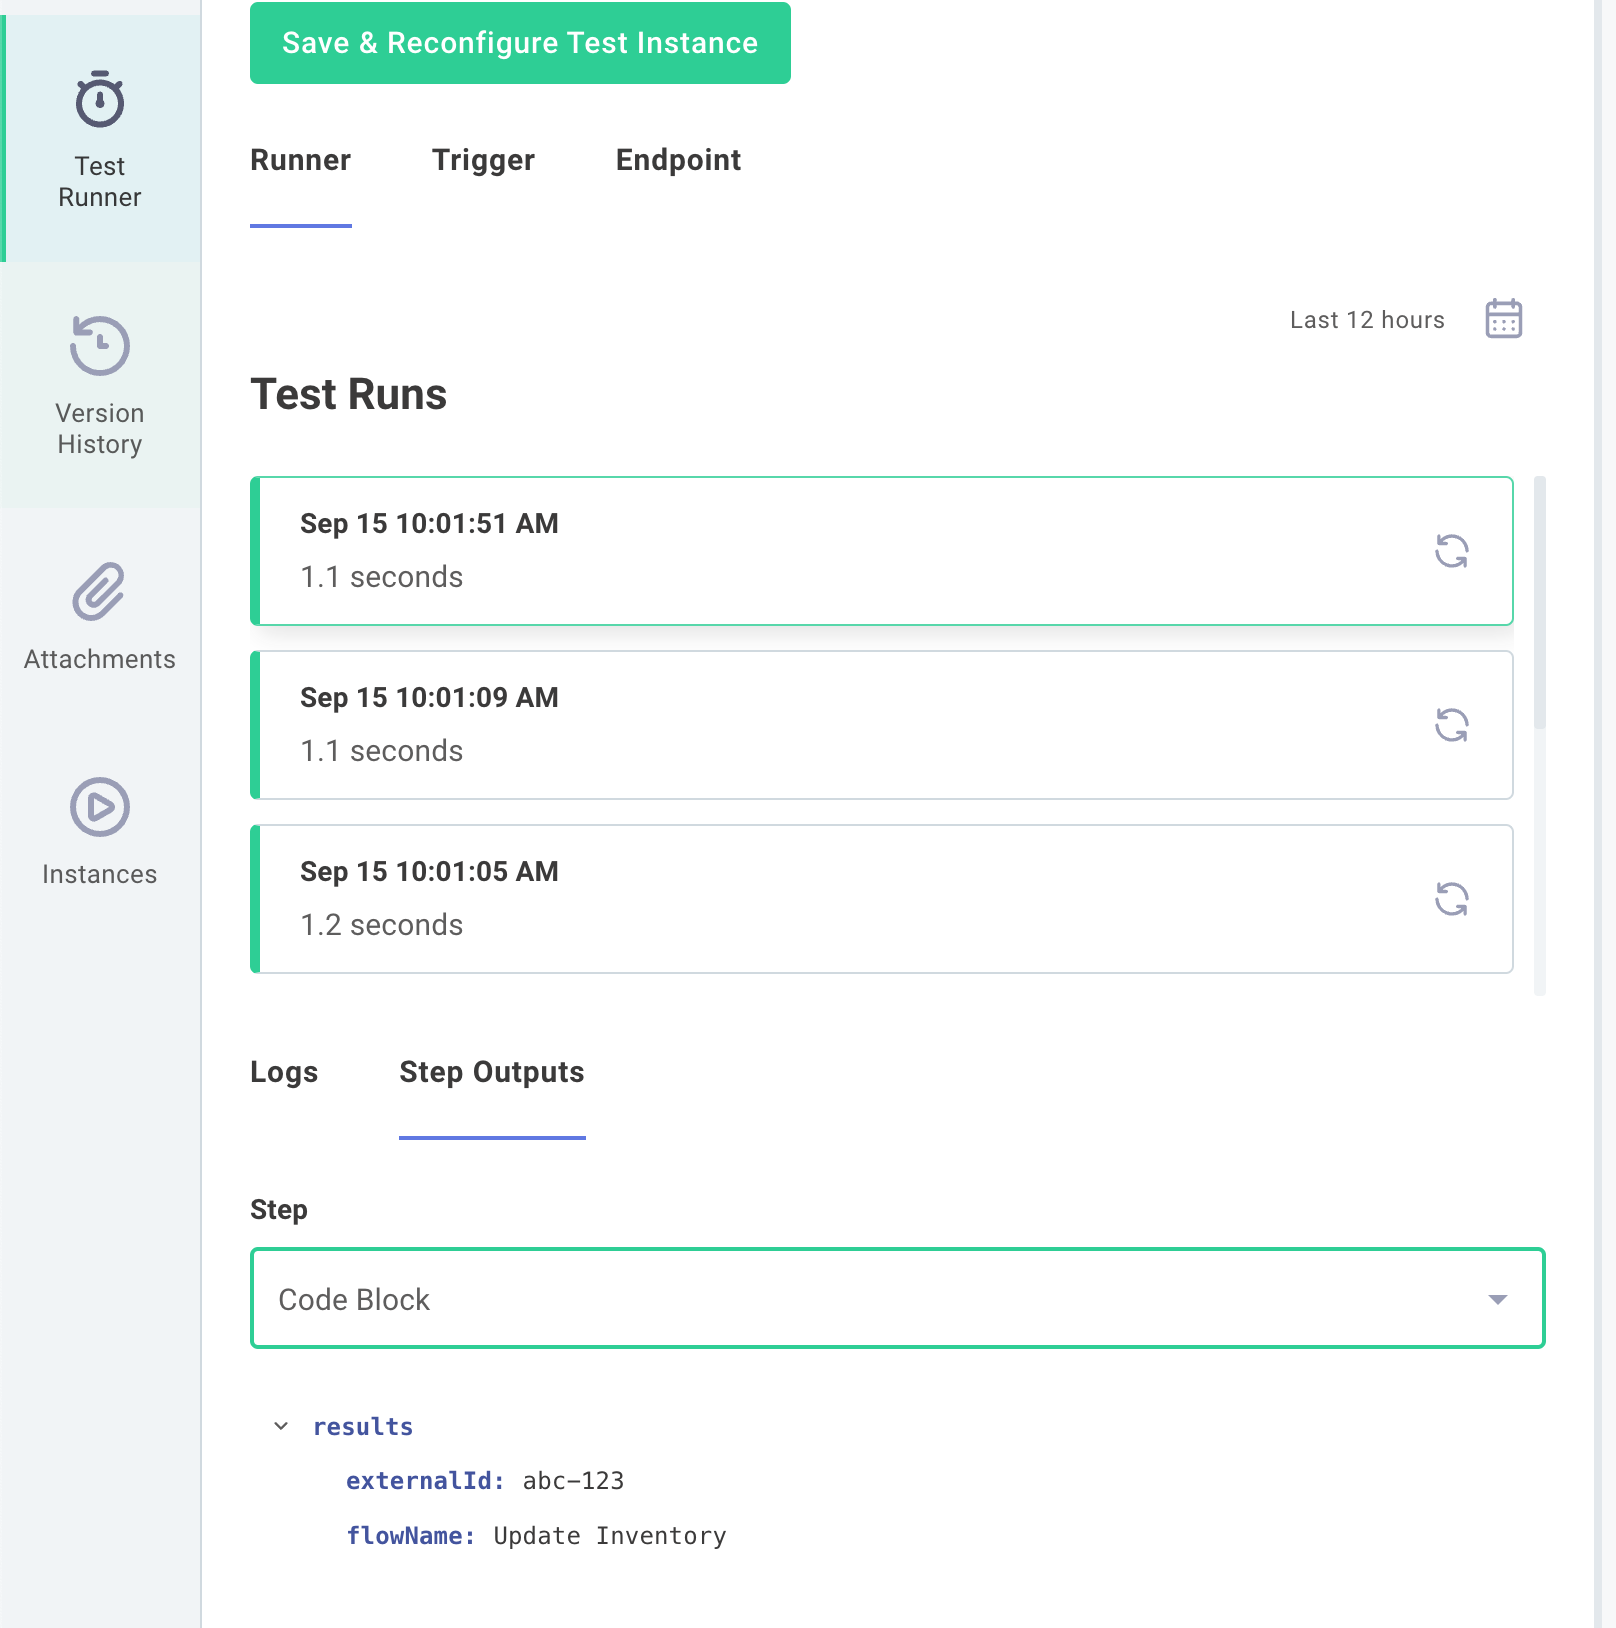 Test
Runner
Version
History
Attachments
Instances
Save & Reconfigure Test Instance
Runner Trigger Endpoint
Last 12 hours
Test Runs
Sep 15 10:01:51 AM
1.1 seconds
Sep 15 10:01:09 AM
1.1 seconds
Sep 15 10:01:05 AM
1.2 seconds
Logs Step Outputs
Step
Code Block
results
externalId: abc-123
flowName: Update Inventory